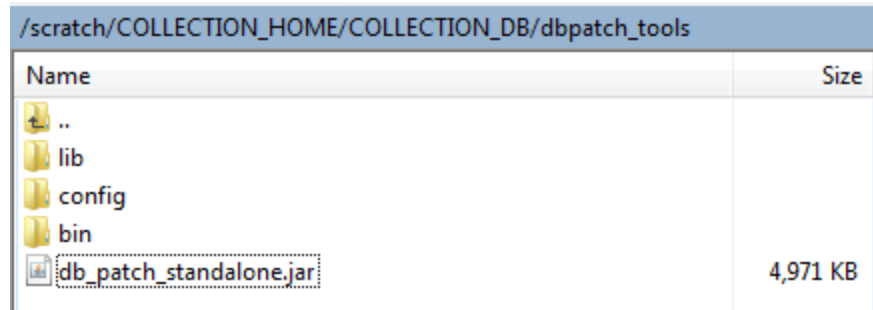 /scratch/COLLECTION_HOME/COLLECTION_DB/dbpatch_tools
Name Size
..
lib
config
bin
db_patch_standalone.jar 4,971 KB